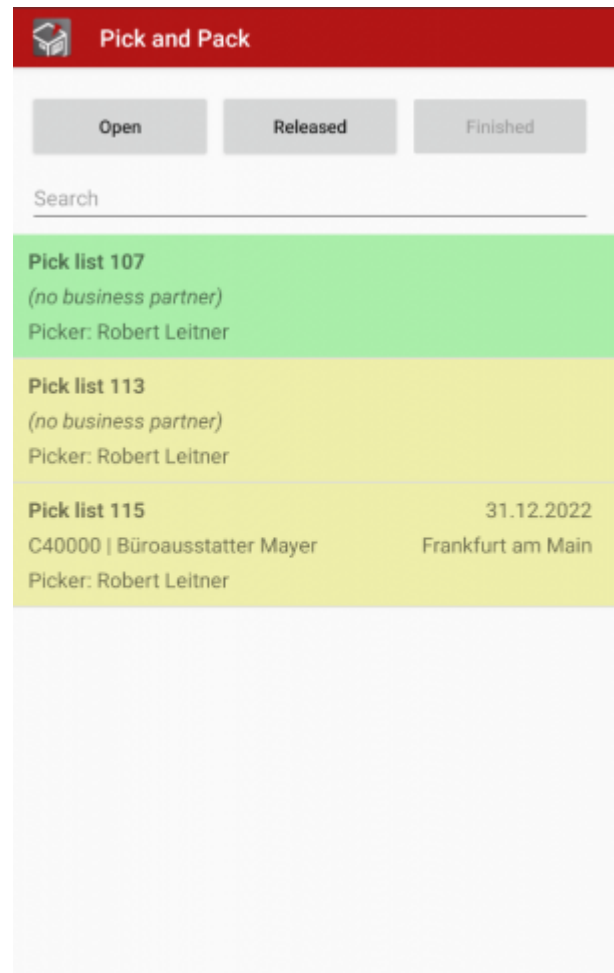 Pick and Pack
Open Released Finished
Search
Pick list 107
(no business partner)
Picker: Robert Leitner
Pick list 113
(no business partner)
Picker: Robert Leitner
Pick list 115 31.12.2022
C40000 | Büroausstatter Mayer Frankfurt am Main
Picker: Robert Leitner